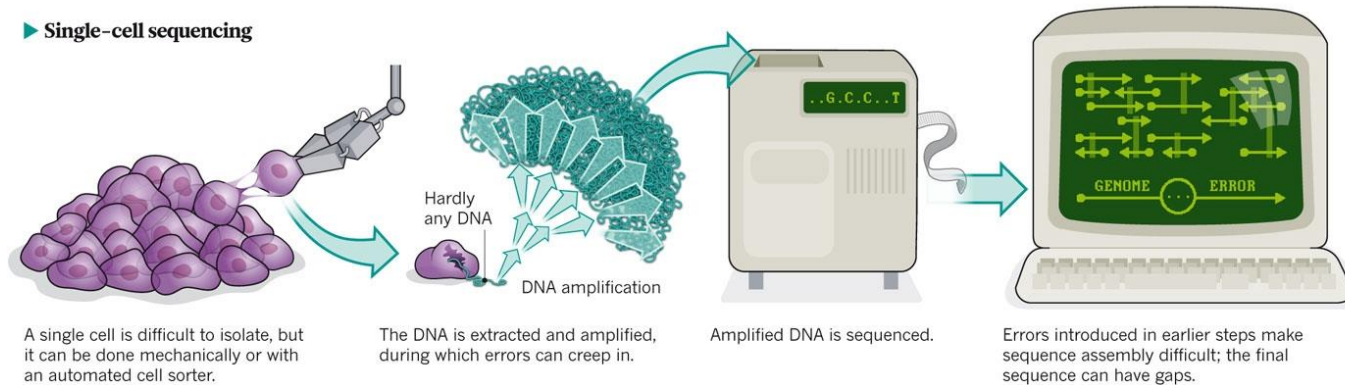 ▶ Single-cell sequencing
Hardly
any DNA
DNA amplification
..G.C.C..T
GENOME ... ERROR
A single cell is difficult to isolate, but
it can be done mechanically or with
an automated cell sorter.
The DNA is extracted and amplified,
during which errors can creep in.
Amplified DNA is sequenced.
Errors introduced in earlier steps make
sequence assembly difficult; the final
sequence can have gaps.